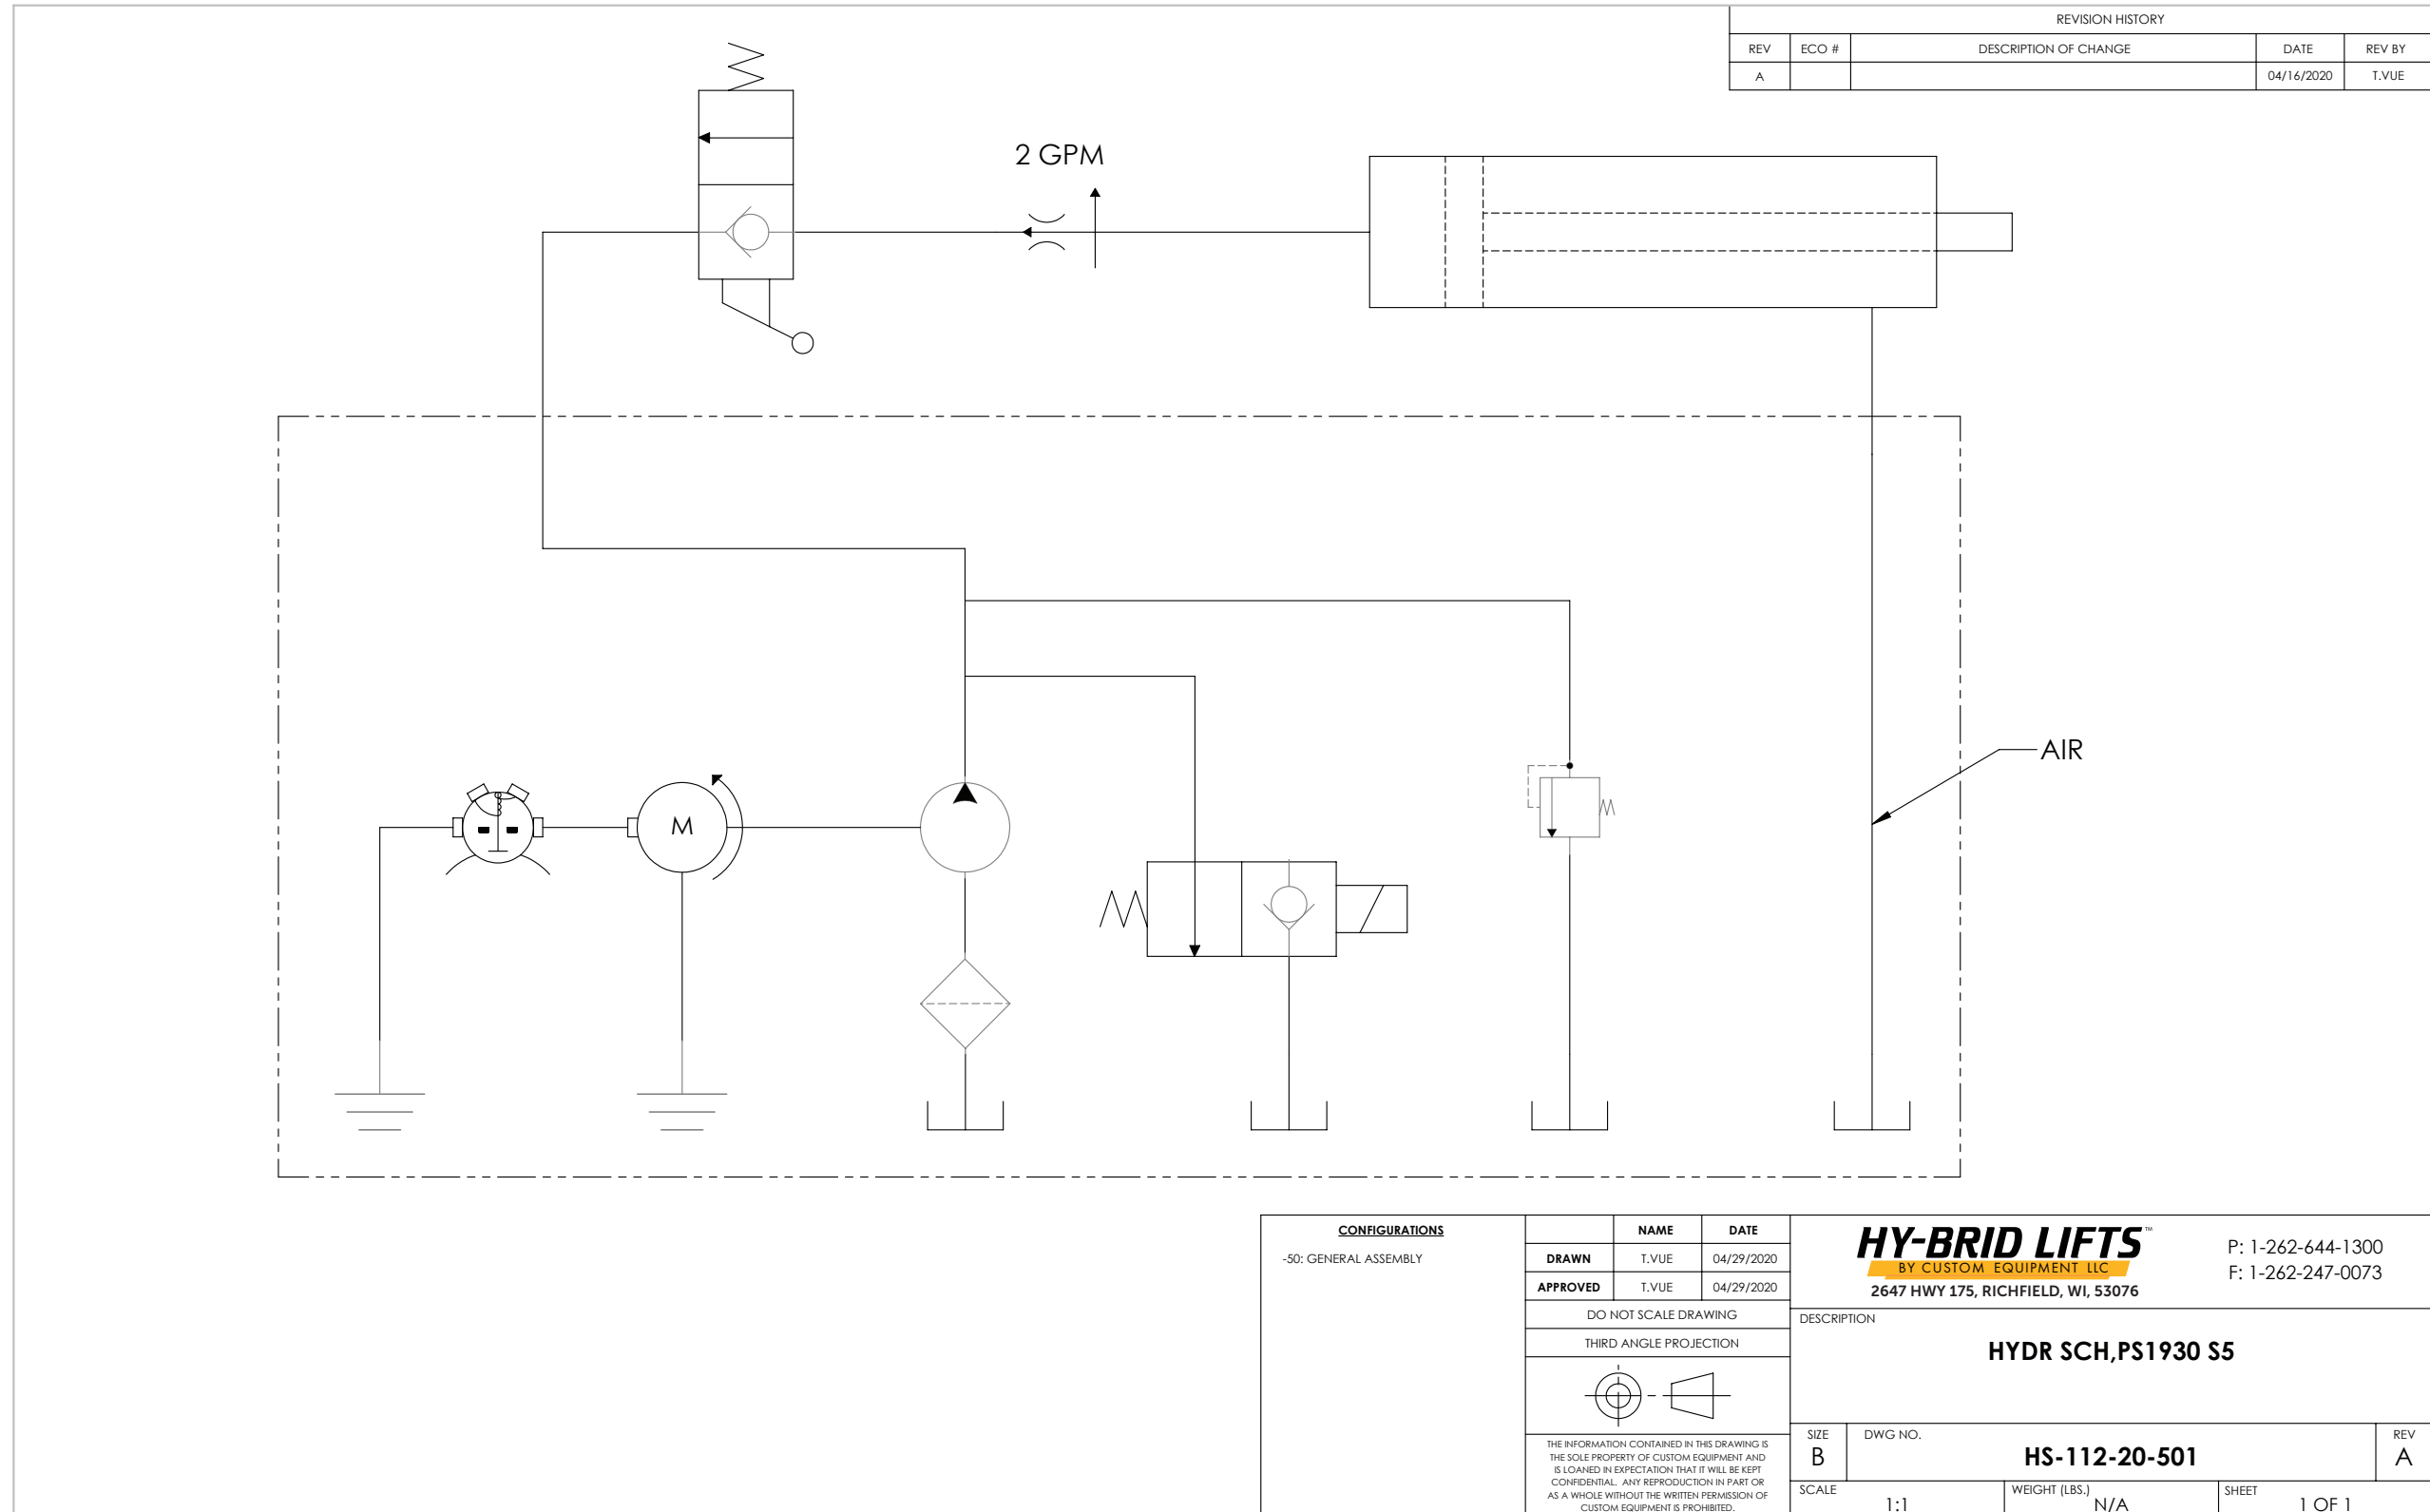 REVISION HISTORY
REV ECO # DESCRIPTION OF CHANGE DATE REV BY
A 04/16/2020 T.VUE
2 GPM
AIR
M
CONFIGURATIONS
-50: GENERAL ASSEMBLY
NAME DATE
DRAWN T.VUE 04/29/2020
APPROVED T.VUE 04/29/2020
DO NOT SCALE DRAWING
THIRD ANGLE PROJECTION
THE INFORMATION CONTAINED IN THIS DRAWING IS
THE SOLE PROPERTY OF CUSTOM EQUIPMENT AND
IS LOANED IN EXPECTATION THAT IT WILL BE KEPT
CONFIDENTIAL. ANY REPRODUCTION IN PART OR
AS A WHOLE WITHOUT THE WRITTEN PERMISSION OF
CUSTOM EQUIPMENT IS PROHIBITED.
HY-BRID LIFTS™
BY CUSTOM EQUIPMENT LLC
2647 HWY 175, RICHFIELD, WI, 53076
P: 1-262-644-1300
F: 1-262-247-0073
DESCRIPTION
HYDR SCH,PS1930 S5
SIZE
B
DWG NO.
HS-112-20-501
REV
A
SCALE
1:1
WEIGHT (LBS.)
N/A
SHEET
1 OF 1